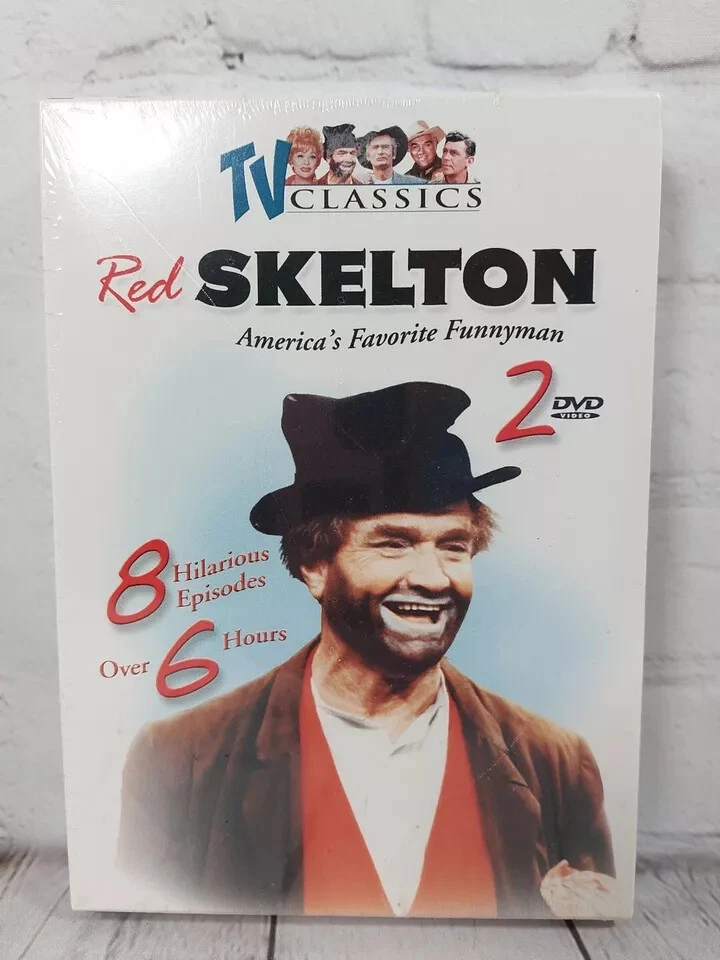 TV
CLASSICS
Red SKELTON
America's Favorite Funnyman
2 DVD
VIDEO
8 Hilarious
Episodes
Over 6 Hours